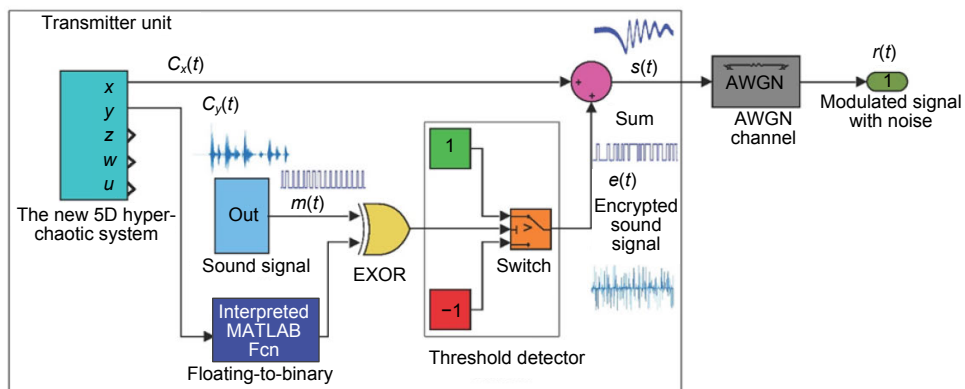 Transmitter unit
x
y
z
w
u
The new 5D hyper-
chaotic system
Cx(t)
Cy(t)
Out
Sound signal
m(t)
EXOR
Interpreted
MATLAB
Fcn
Floating-to-binary
1
−1
>
Switch
Threshold detector
+
+
Sum
s(t)
e(t)
Encrypted
sound
signal
AWGN
AWGN
channel
r(t)
1
Modulated signal
with noise